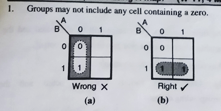 1. Groups may not include any cell containing a zero.
A A
B 0 1 B 0 1
0 0 0
1 1 1 1 1
Wrong × Right ✓
(a) (b)